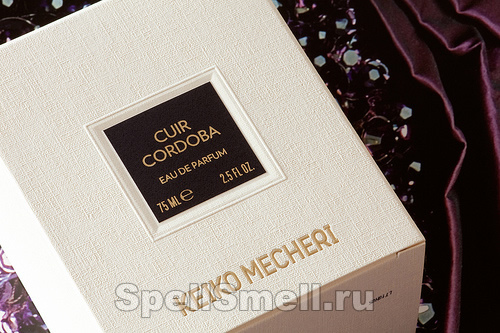 CUIR
CORDOBA
EAU DE PARFUM
75 ML e 2.5 FL OZ.
KEIKO MECHERI
SpellSmell.ru